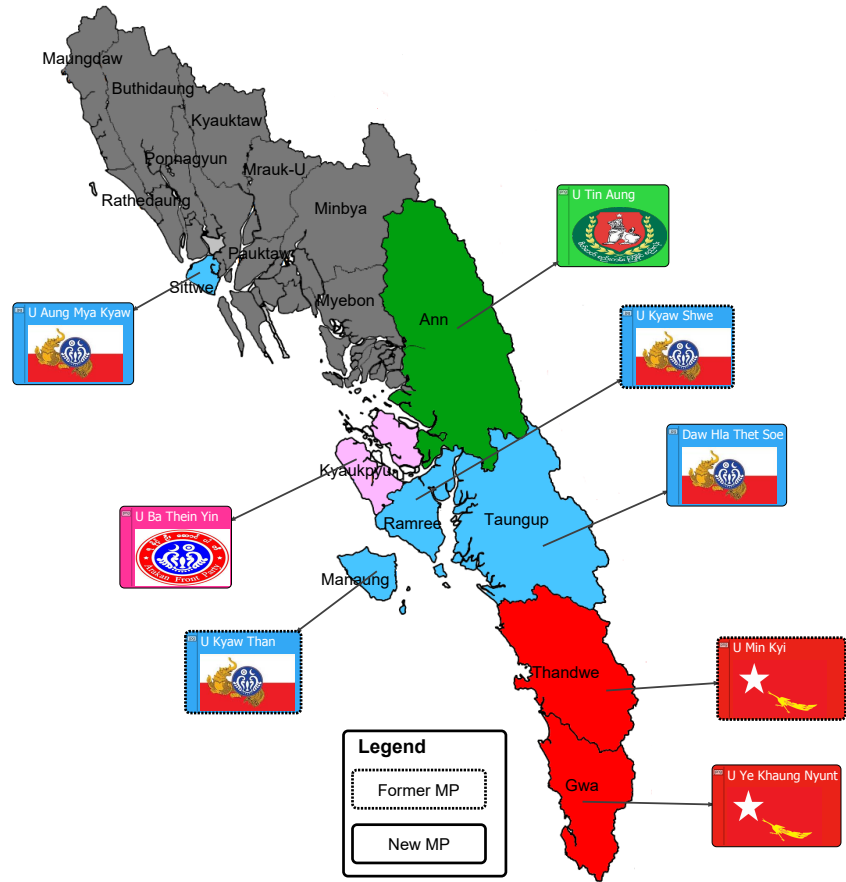 Maungdaw
Buthidaung
Kyauktaw
Ponnagyun
Mrauk-U
Rathedaung
Minbya
Pauktaw
Sittwe
Myebon
Ann
Kyaukpyu
Ramree
Taungup
Manaung
Thandwe
Gwa
U Tin Aung
U Aung Mya Kyaw
U Kyaw Shwe
Daw Hla Thet Soe
U Ba Thein Yin
Arakan Front Party
U Kyaw Than
U Min Kyi
U Ye Khaung Nyunt
Legend
Former MP
New MP